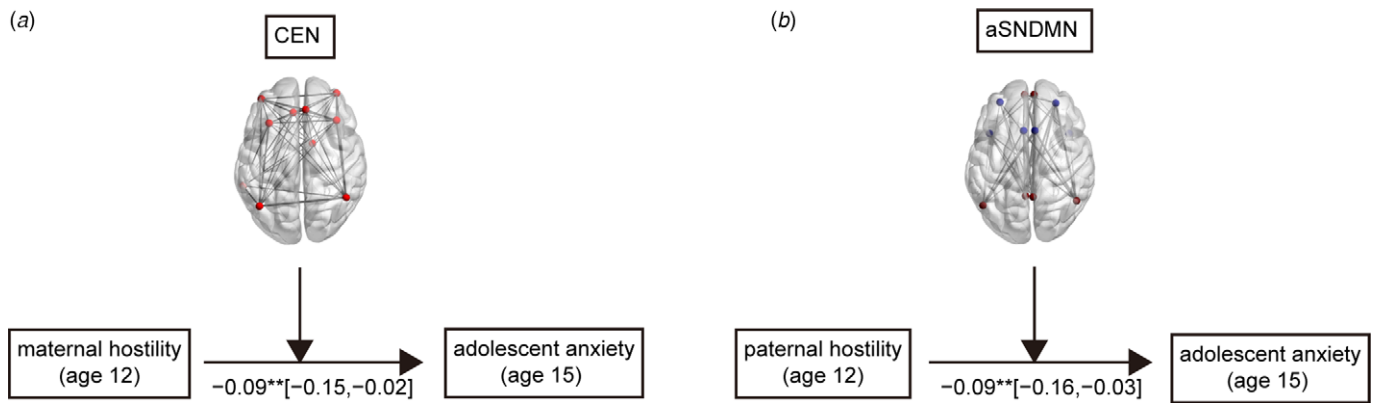 (a)
CEN
maternal hostility
(age 12)
−0.09**[−0.15,−0.02]
adolescent anxiety
(age 15)
(b)
aSNDMN
paternal hostility
(age 12)
−0.09**[−0.16,−0.03]
adolescent anxiety
(age 15)